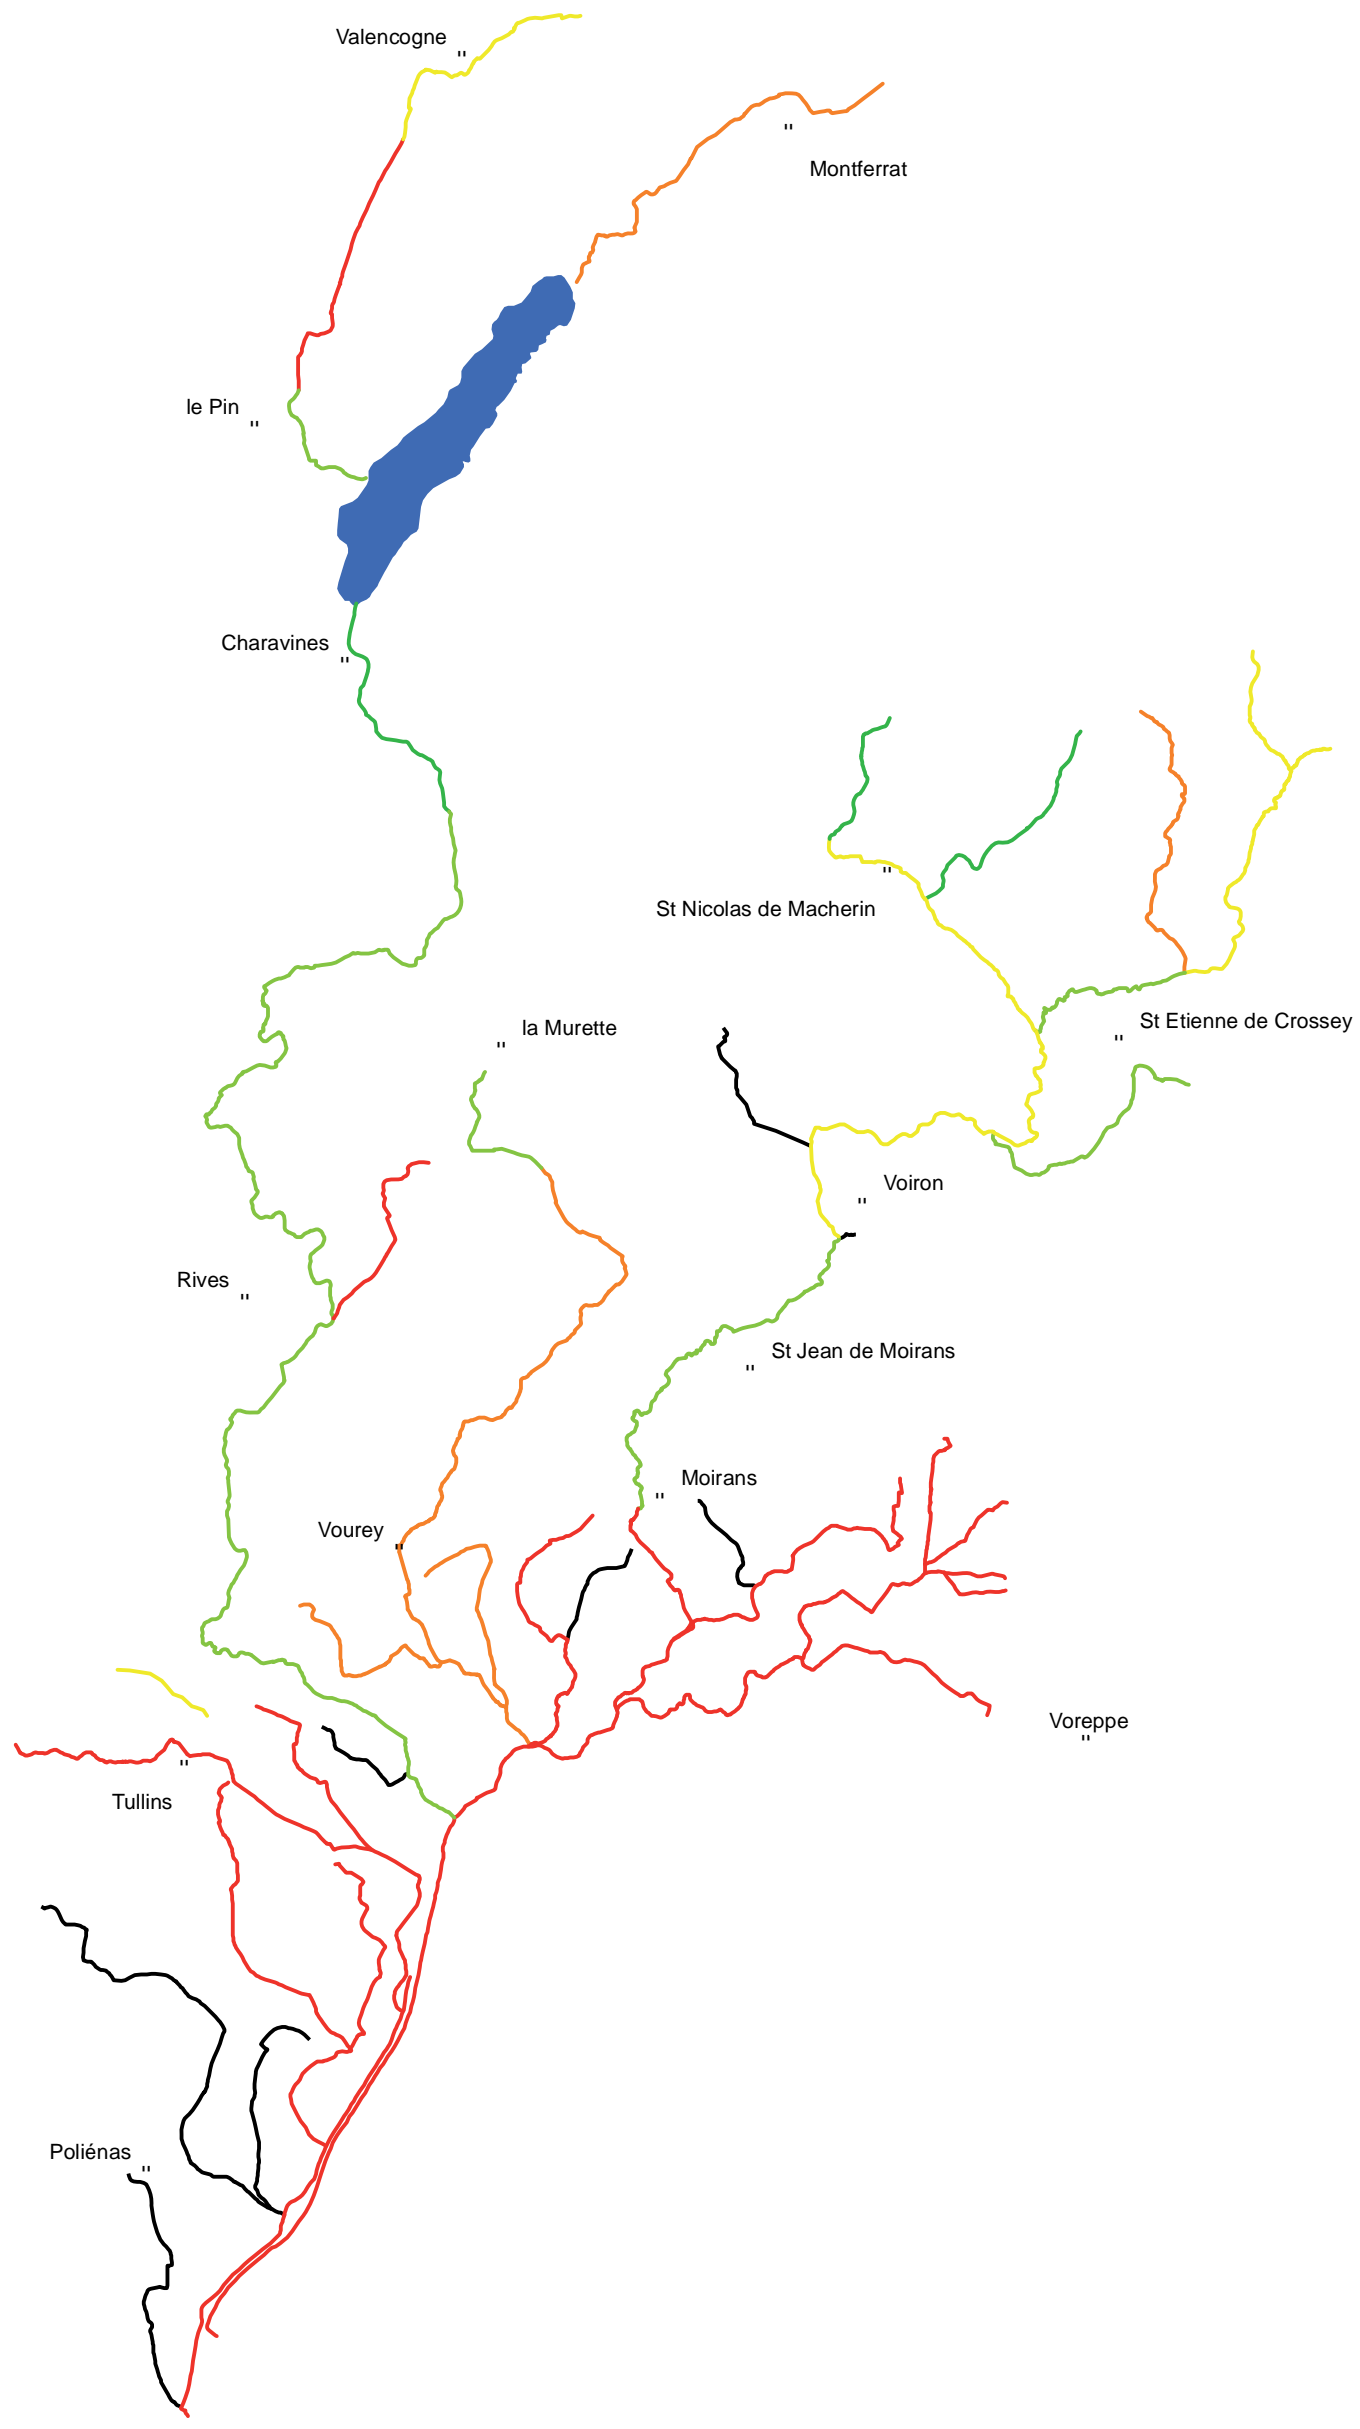 Valencogne
Montferrat
le Pin
Charavines
St Nicolas de Macherin
la Murette
St Etienne de Crossey
Voiron
Rives
St Jean de Moirans
Moirans
Vourey
Voreppe
Tullins
Poliénas